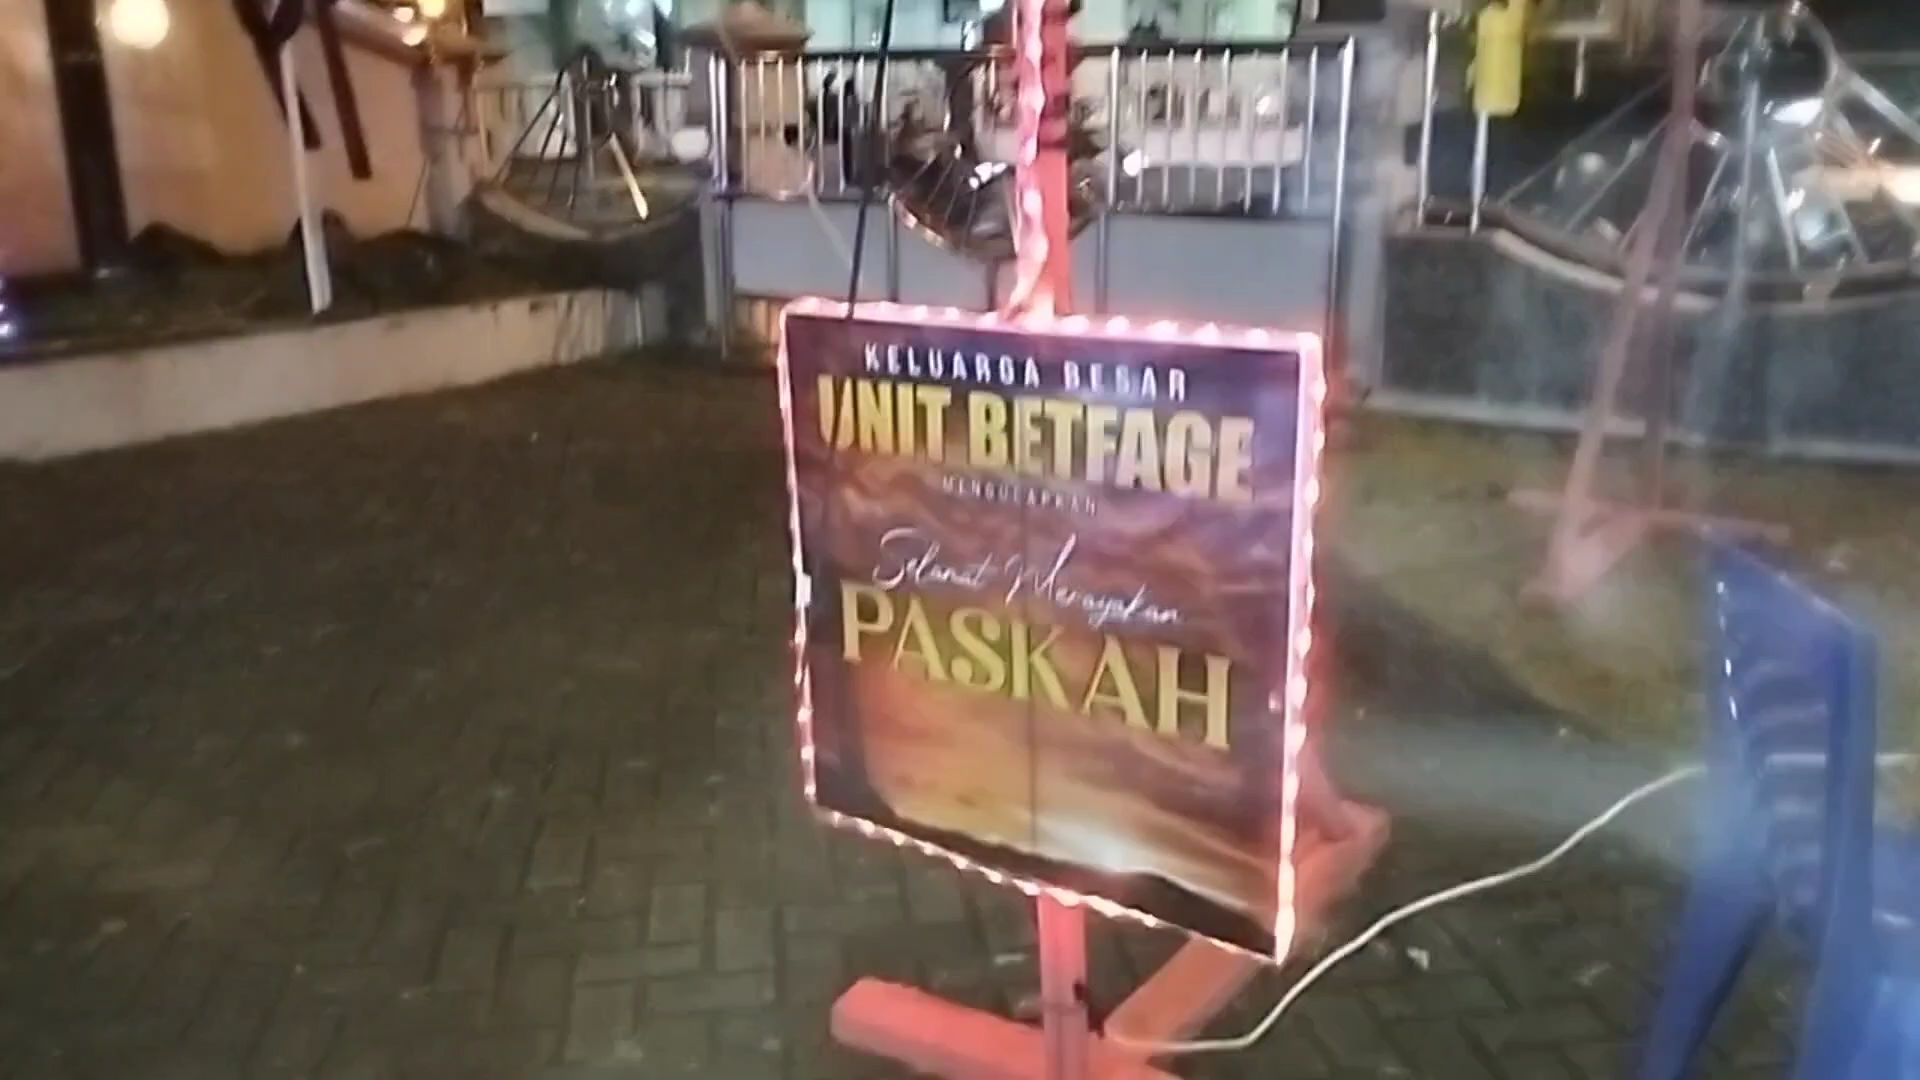 KELUARGA BESAR
UNIT BETFAGE
MENGUCAPKAN
Selamat Merayakan
PASKAH